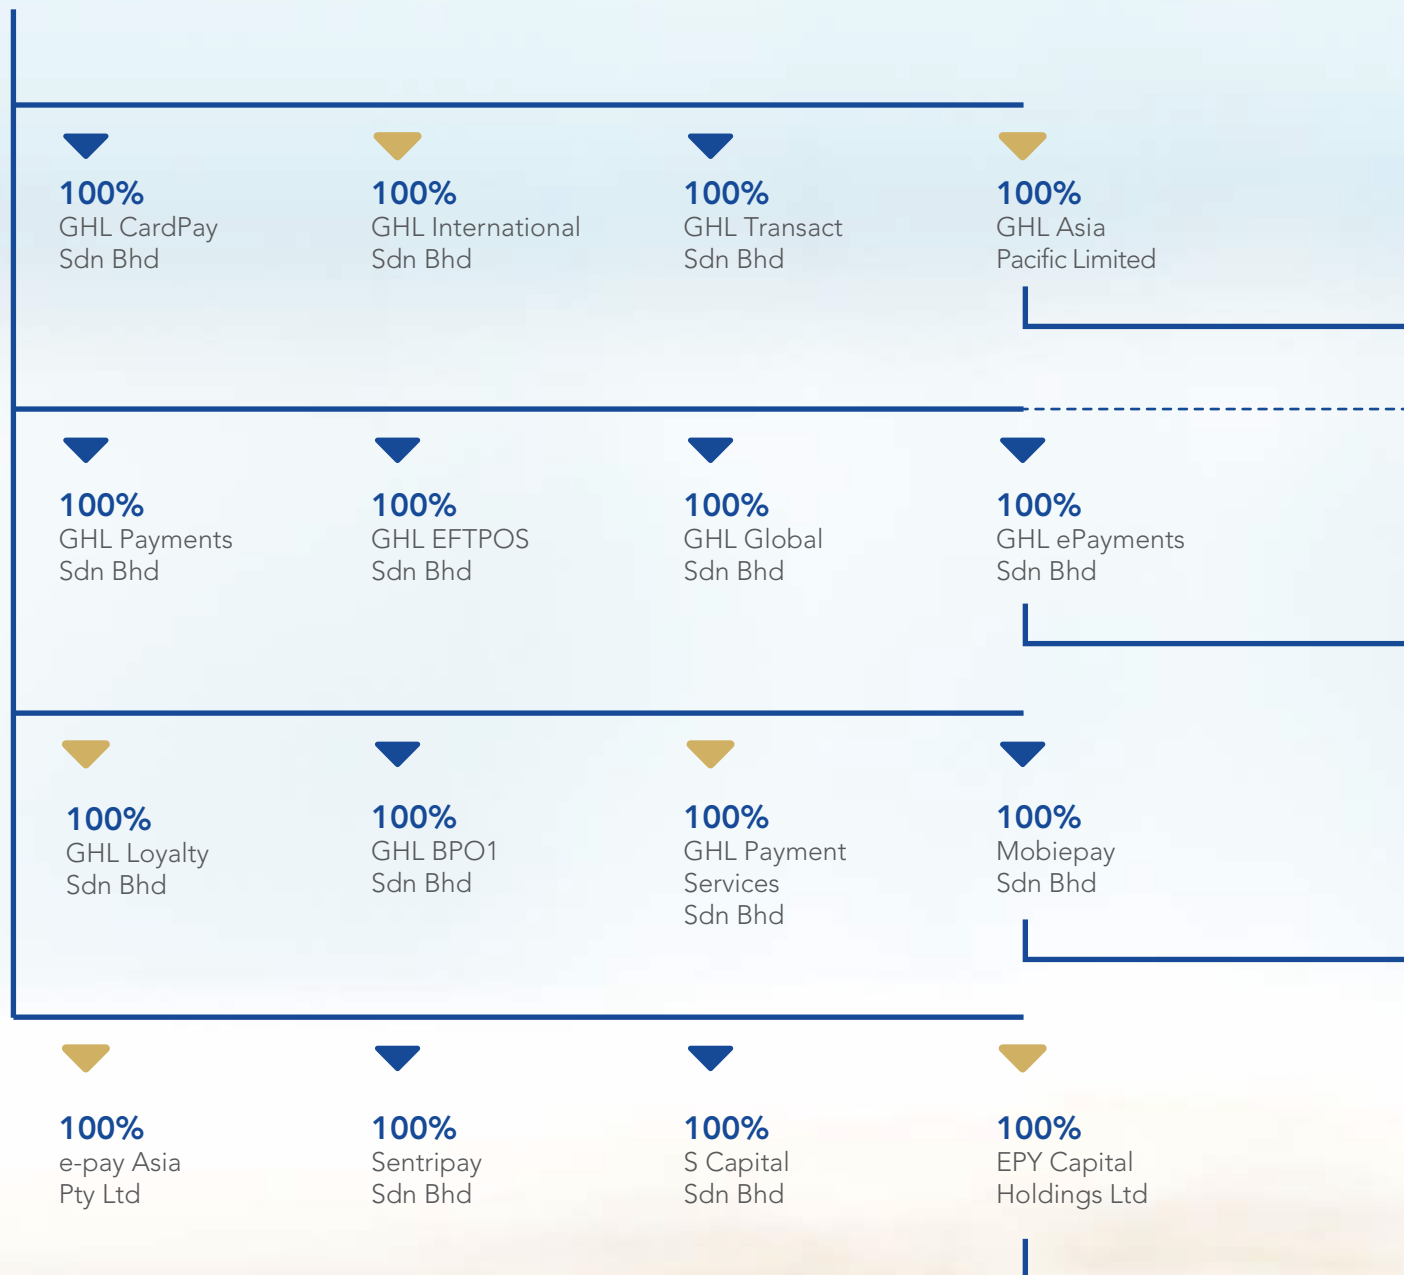 100%
GHL CardPay
Sdn Bhd
100%
GHL International
Sdn Bhd
100%
GHL Transact
Sdn Bhd
100%
GHL Asia
Pacific Limited
100%
GHL Payments
Sdn Bhd
100%
GHL EFTPOS
Sdn Bhd
100%
GHL Global
Sdn Bhd
100%
GHL ePayments
Sdn Bhd
100%
GHL Loyalty
Sdn Bhd
100%
GHL BPO1
Sdn Bhd
100%
GHL Payment
Services
Sdn Bhd
100%
Mobiepay
Sdn Bhd
100%
e-pay Asia
Pty Ltd
100%
Sentripay
Sdn Bhd
100%
S Capital
Sdn Bhd
100%
EPY Capital
Holdings Ltd